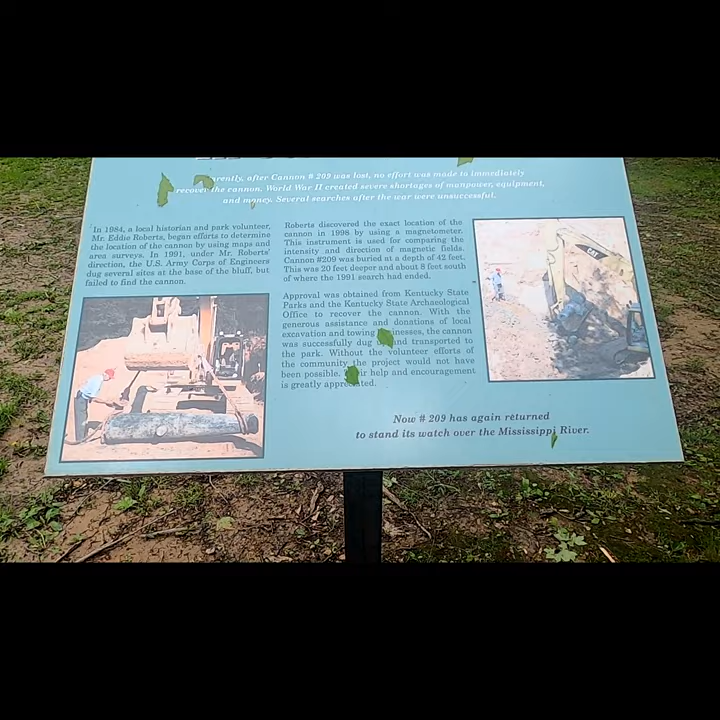 after Cannon # 209 was lost, no effort was made to immediately
recover the cannon. World War II created severe shortages of manpower, equipment,
and money. Several searches after the war were unsuccessful.
In 1984, a local historian and park volunteer,
Mr. Eddie Roberts, began efforts to determine
the location of the cannon by using maps and
area surveys. In 1991, under Mr. Roberts'
direction, the U.S. Army Corps of Engineers
dug several sites at the base of the bluff, but
failed to find the cannon.
Roberts discovered the exact location of the
cannon in 1998 by using a magnetometer.
This instrument is used for comparing the
intensity and direction of magnetic fields.
Cannon #209 was buried at a depth of 42 feet.
This was 20 feet deeper and about 8 feet south
of where the 1991 search had ended.
Approval was obtained from Kentucky State
Parks and the Kentucky State Archaeological
Office to recover the cannon. With the
generous assistance and donations of local
excavation and towing the cannon
was successfully dug and transported to
the park. Without the volunteer efforts of
the community the project would not have
been possible. help and encouragement
is greatly appreciated.
CAT
Now # 209 has again returned
to stand its watch over the Mississippi River.